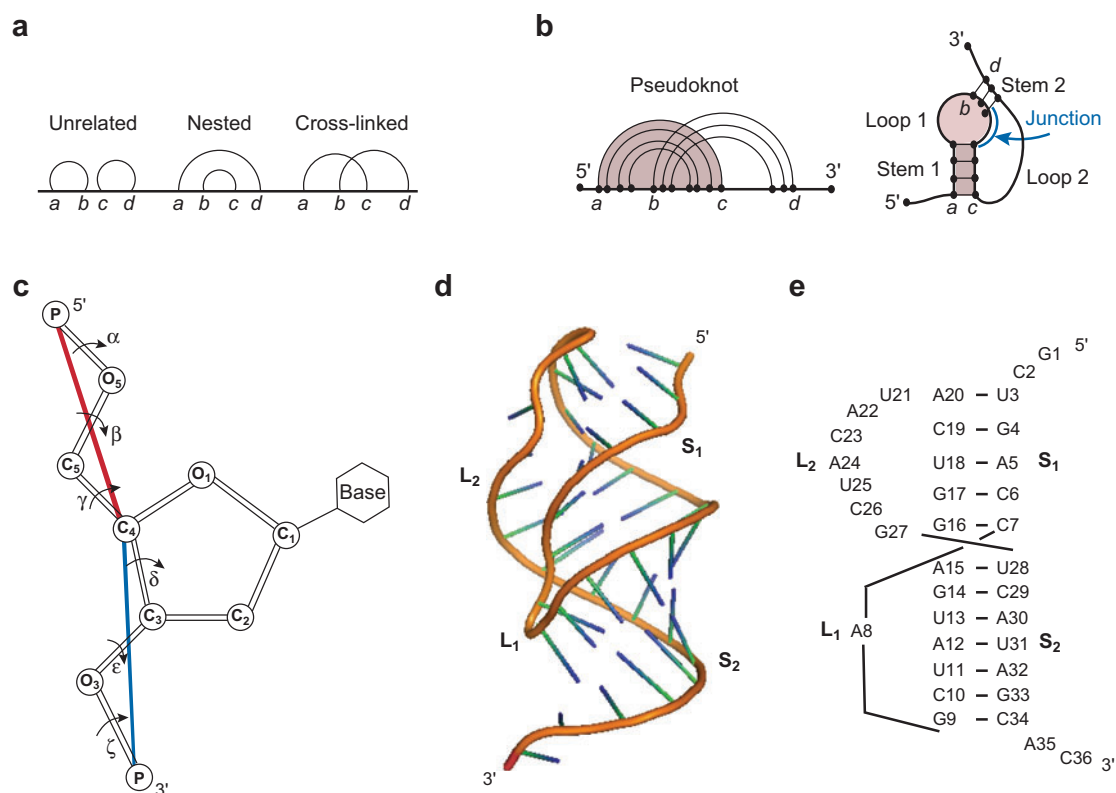 a
Unrelated Nested Cross-linked
a b c d a b c d a b c d
b
Pseudoknot
5' 3'
a b c d
3'
d
Stem 2
b
Loop 1
Junction
Stem 1
Loop 2
5'
a c
c
P 5'
α
O5
β
C5
γ
O1
Base
C4
C1
δ
C3 C2
ε
O3
ζ
P
3'
d
5'
S1
L2
L1
S2
3'
e
5'
G1
C2
U21 A20 – U3
A22
C19 – G4
C23
L2 A24 U18 – A5 S1
U25
G17 – C6
C26
G27 G16 – C7
A15 – U28
G14 – C29
U13 – A30
L1 A8 A12 – U31 S2
U11 – A32
C10 – G33
G9 – C34
A35
C36 3'